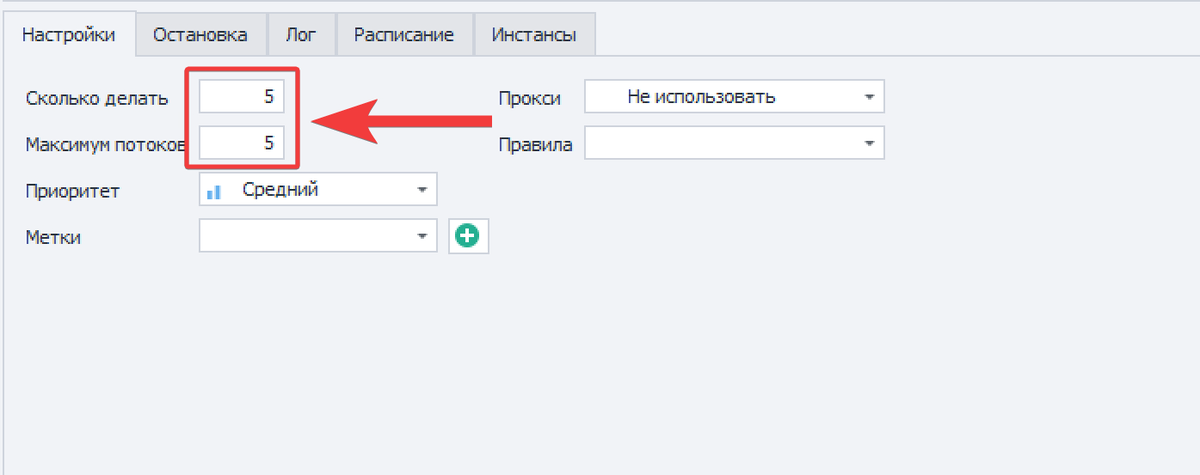 Настройки Остановка Лог Расписание Инстансы
Сколько делать 5 Прокси Не использовать
Максимум потоков 5 Правила
Приоритет Средний
Метки